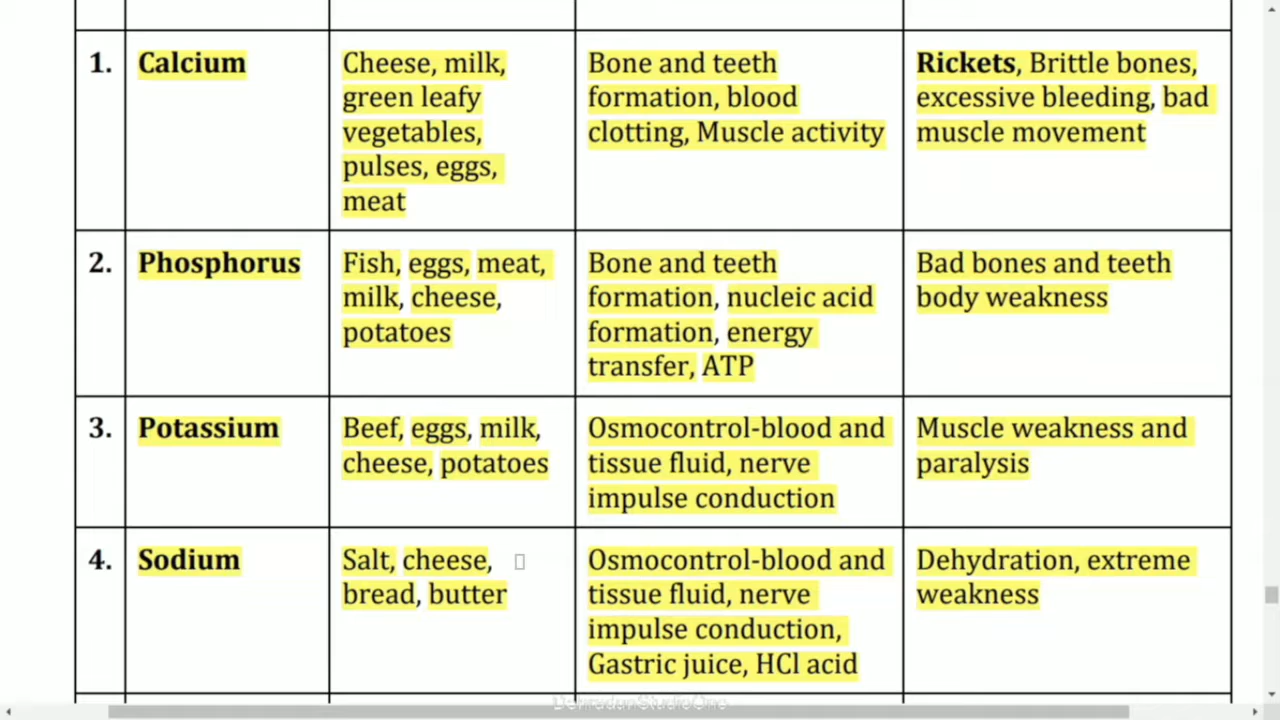 1.
Calcium
Cheese, milk,
green leafy
vegetables,
pulses, eggs,
meat
Bone and teeth
formation, blood
clotting, Muscle activity
Rickets, Brittle bones,
excessive bleeding, bad
muscle movement
2.
Phosphorus
Fish, eggs, meat,
milk, cheese,
potatoes
Bone and teeth
formation, nucleic acid
formation, energy
transfer, ATP
Bad bones and teeth
body weakness
3.
Potassium
Beef, eggs, milk,
cheese, potatoes
Osmocontrol-blood and
tissue fluid, nerve
impulse conduction
Muscle weakness and
paralysis
4.
Sodium
Salt, cheese,
bread, butter
Osmocontrol-blood and
tissue fluid, nerve
impulse conduction,
Gastric juice, HCl acid
Dehydration, extreme
weakness
DehradunStudioOne